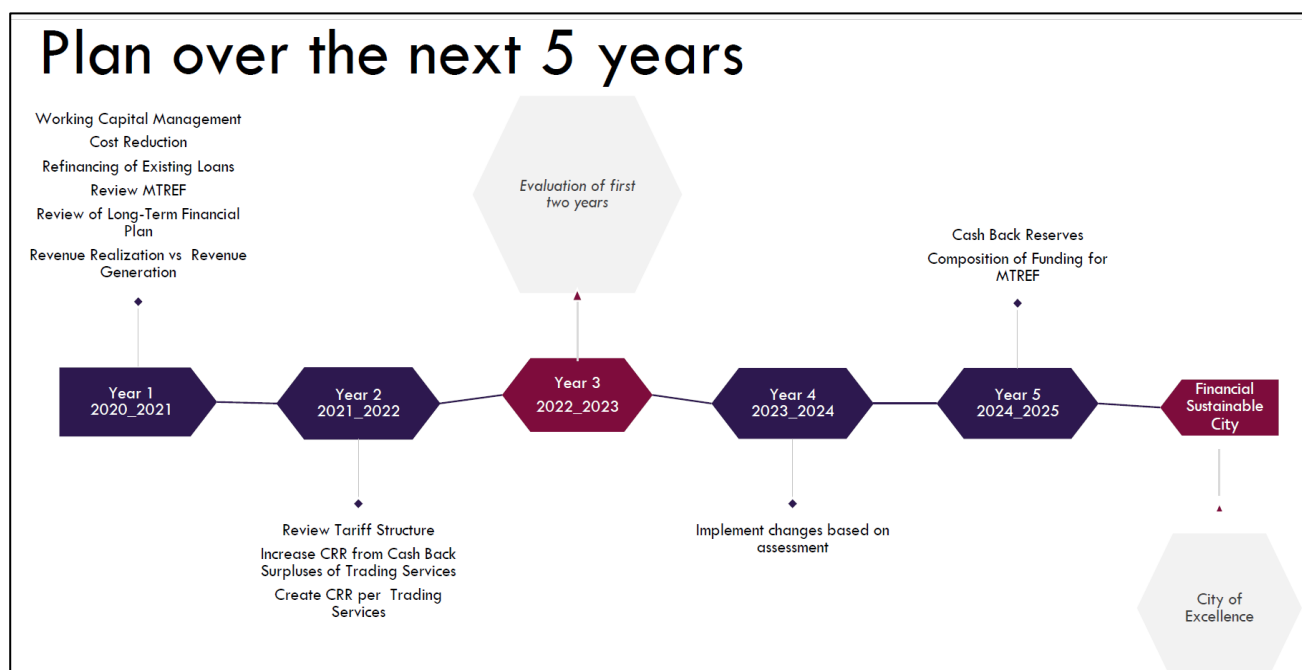 Plan over the next 5 years
Working Capital Management
Cost Reduction
Refinancing of Existing Loans
Review MTREF
Review of Long-Term Financial
Plan
Revenue Realization vs Revenue
Generation
Evaluation of first
two years
Cash Back Reserves
Composition of Funding for
MTREF
Year 1
2020_2021
Year 2
2021_2022
Year 3
2022_2023
Year 4
2023_2024
Year 5
2024_2025
Financial
Sustainable
City
Review Tariff Structure
Increase CRR from Cash Back
Surpluses of Trading Services
Create CRR per Trading
Services
Implement changes based on
assessment
City of
Excellence